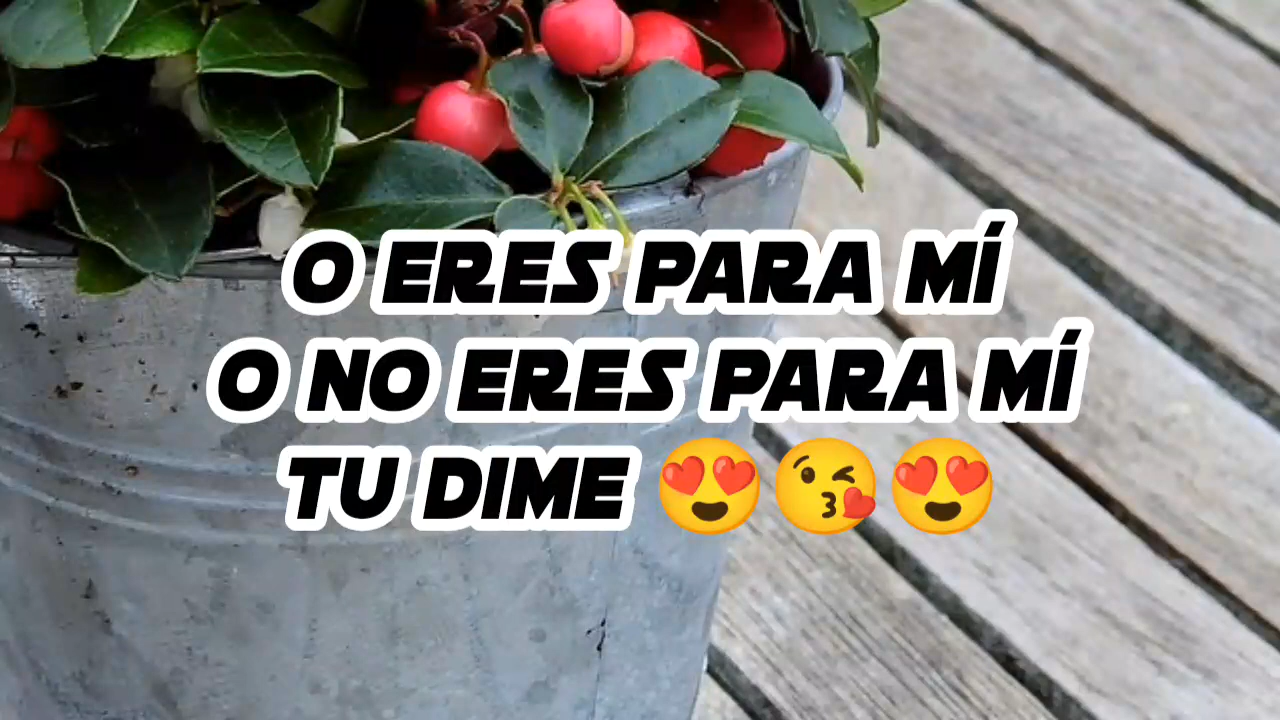 O ERES PARA MÍ
O NO ERES PARA MÍ
TU DIME 😍😘😍